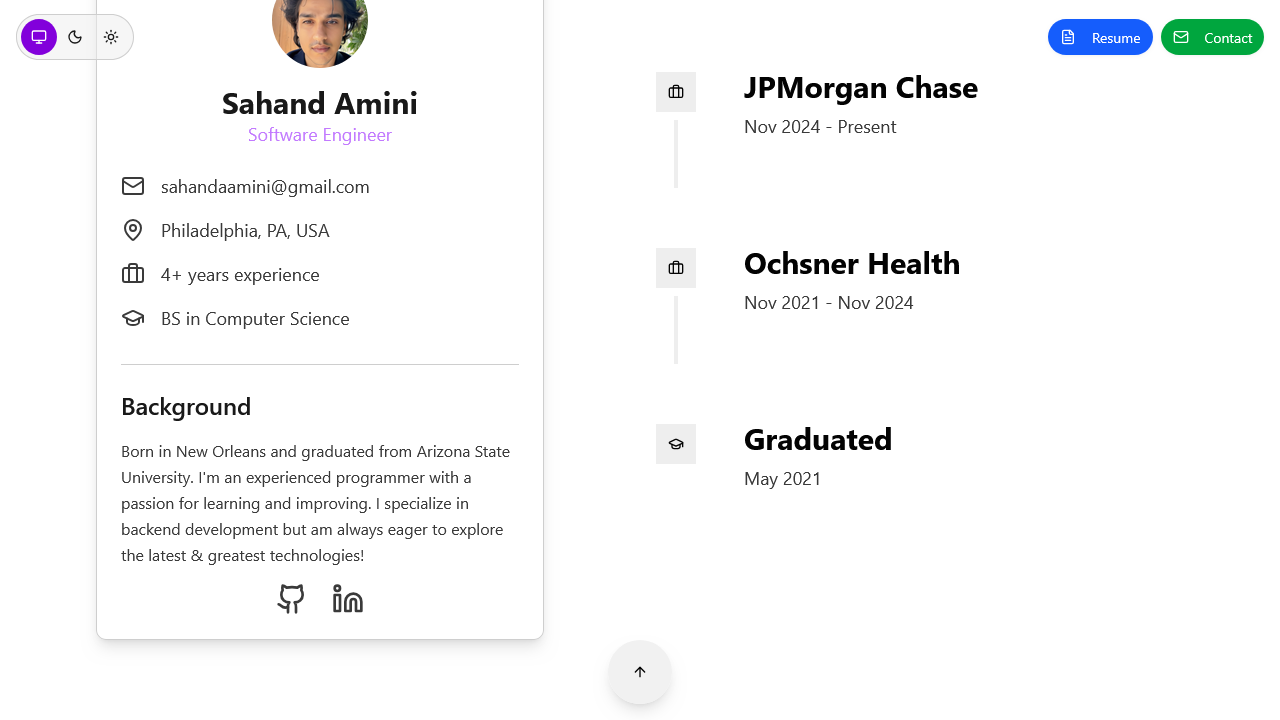 Resume
Contact
Sahand Amini
Software Engineer
sahandaamini@gmail.com
Philadelphia, PA, USA
4+ years experience
BS in Computer Science
Background
Born in New Orleans and graduated from Arizona State
University. I'm an experienced programmer with a
passion for learning and improving. I specialize in
backend development but am always eager to explore
the latest & greatest technologies!
JPMorgan Chase
Nov 2024 - Present
Ochsner Health
Nov 2021 - Nov 2024
Graduated
May 2021